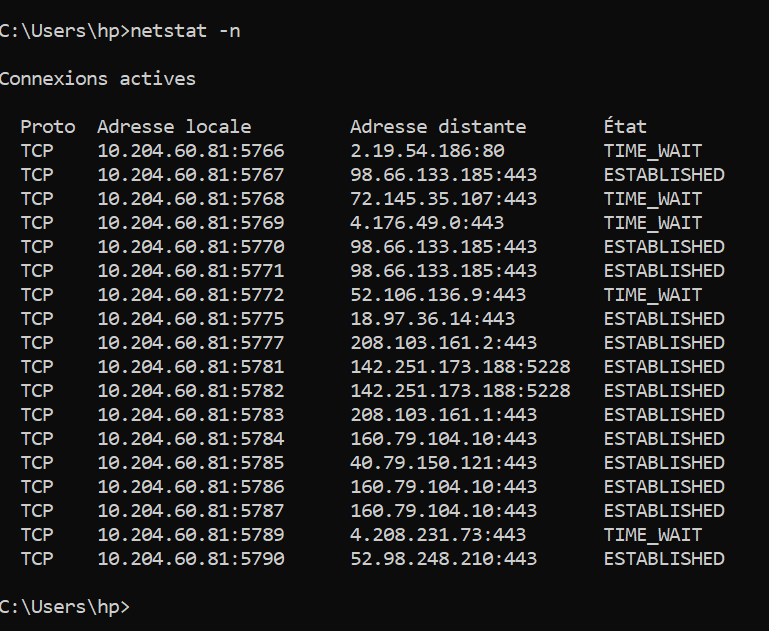 C:\Users\hp>netstat -n
Connexions actives
Proto  Adresse locale         Adresse distante       État
TCP    10.204.60.81:5766      2.19.54.186:80         TIME_WAIT
TCP    10.204.60.81:5767      98.66.133.185:443      ESTABLISHED
TCP    10.204.60.81:5768      72.145.35.107:443      TIME_WAIT
TCP    10.204.60.81:5769      4.176.49.0:443         TIME_WAIT
TCP    10.204.60.81:5770      98.66.133.185:443      ESTABLISHED
TCP    10.204.60.81:5771      98.66.133.185:443      ESTABLISHED
TCP    10.204.60.81:5772      52.106.136.9:443       TIME_WAIT
TCP    10.204.60.81:5775      18.97.36.14:443        ESTABLISHED
TCP    10.204.60.81:5777      208.103.161.2:443      ESTABLISHED
TCP    10.204.60.81:5781      142.251.173.188:5228   ESTABLISHED
TCP    10.204.60.81:5782      142.251.173.188:5228   ESTABLISHED
TCP    10.204.60.81:5783      208.103.161.1:443      ESTABLISHED
TCP    10.204.60.81:5784      160.79.104.10:443      ESTABLISHED
TCP    10.204.60.81:5785      40.79.150.121:443      ESTABLISHED
TCP    10.204.60.81:5786      160.79.104.10:443      ESTABLISHED
TCP    10.204.60.81:5787      160.79.104.10:443      ESTABLISHED
TCP    10.204.60.81:5789      4.208.231.73:443       TIME_WAIT
TCP    10.204.60.81:5790      52.98.248.210:443      ESTABLISHED
C:\Users\hp>